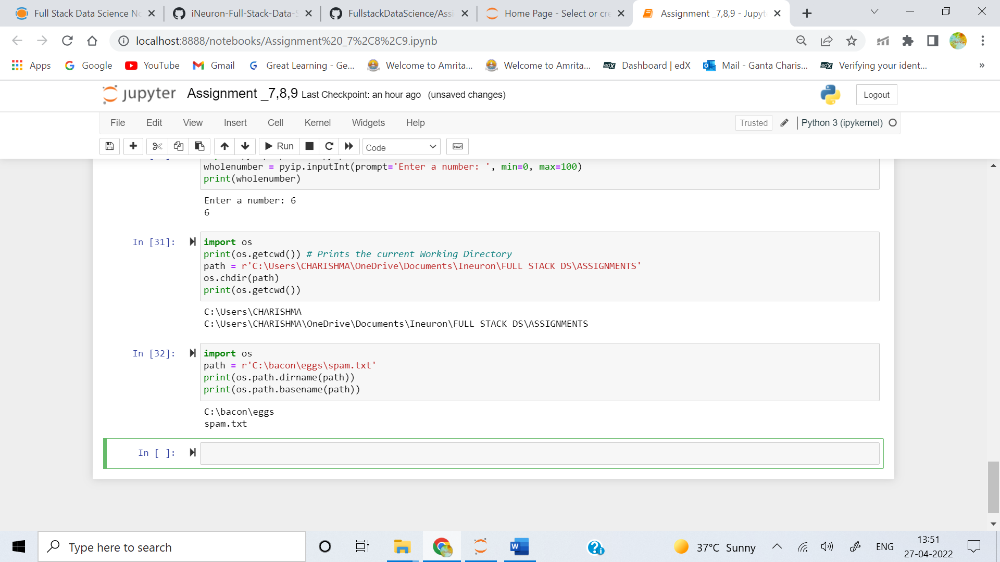 Full Stack Data Science No
iNeuron-Full-Stack-Data-S
FullstackDataScience/Assi
Home Page - Select or cre
Assignment _7,8,9 - Jupyt
localhost:8888/notebooks/Assignment%20_7%2C8%2C9.ipynb
Apps
Google
YouTube
Gmail
Great Learning - Ge...
Welcome to Amrita...
Welcome to Amrita...
edX Dashboard | edX
Mail - Ganta Charis...
edX Verifying your ident...
»
jupyter Assignment _7,8,9 Last Checkpoint: an hour ago (unsaved changes)
Logout
File Edit View Insert Cell Kernel Widgets Help
Trusted Python 3 (ipykernel)
Run Code
wholenumber = pyip.inputInt(prompt='Enter a number: ', min=0, max=100)
print(wholenumber)
Enter a number: 6
6
In [31]: import os
print(os.getcwd()) # Prints the current Working Directory
path = r'C:\Users\CHARISHMA\OneDrive\Documents\Ineuron\FULL STACK DS\ASSIGNMENTS'
os.chdir(path)
print(os.getcwd())
C:\Users\CHARISHMA
C:\Users\CHARISHMA\OneDrive\Documents\Ineuron\FULL STACK DS\ASSIGNMENTS
In [32]: import os
path = r'C:\bacon\eggs\spam.txt'
print(os.path.dirname(path))
print(os.path.basename(path))
C:\bacon\eggs
spam.txt
In [ ]:
Type here to search
37°C Sunny
ENG
13:51
27-04-2022